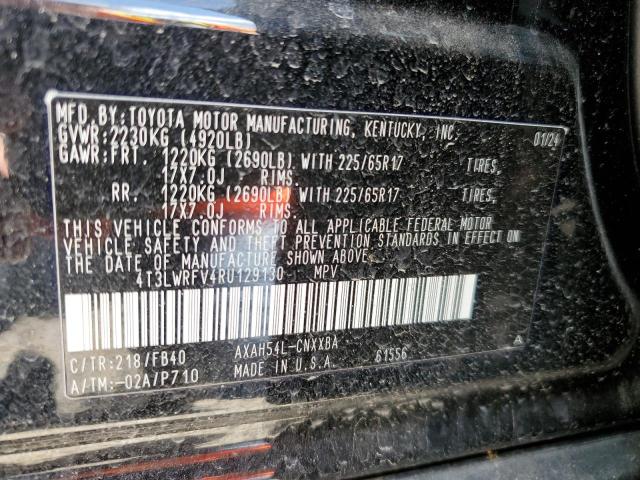 MFD.BY:TOYOTA MOTOR MANUFACTURING, KENTUCKY, INC. 01/24
GVWR:2230KG (4920LB)
GAWR:FRT. 1220KG (2690LB) WITH 225/65R17 TIRES,
17X7.0J RIMS.
RR. 1220KG (2690LB) WITH 225/65R17 TIRES,
17X7.0J RIMS.
THIS VEHICLE CONFORMS TO ALL APPLICABLE FEDERAL MOTOR
VEHICLE SAFETY AND THEFT PREVENTION STANDARDS IN EFFECT ON
THE DATE OF MANUFACTURE SHOWN ABOVE.
4T3LWRFV4RU129130 MPV
C/TR:218/FB40 AXAH54L-CNXXBA 61556 A
A/TM:-02A/P710 MADE IN U.S.A.